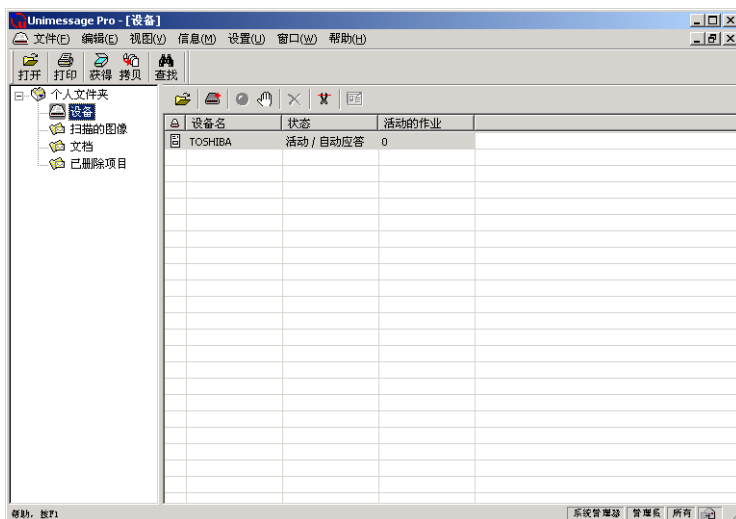 Unimessage Pro - [设备]
文件(F) 编辑(E) 视图(V) 信息(M) 设置(U) 窗口(W) 帮助(H)
打开 打印 获得 拷贝 查找
个人文件夹
设备
扫描的图像
文档
已删除项目
设备名 状态 活动的作业
TOSHIBA 活动 / 自动应答 0
帮助, 按F1 系统管理器 管理员 所有